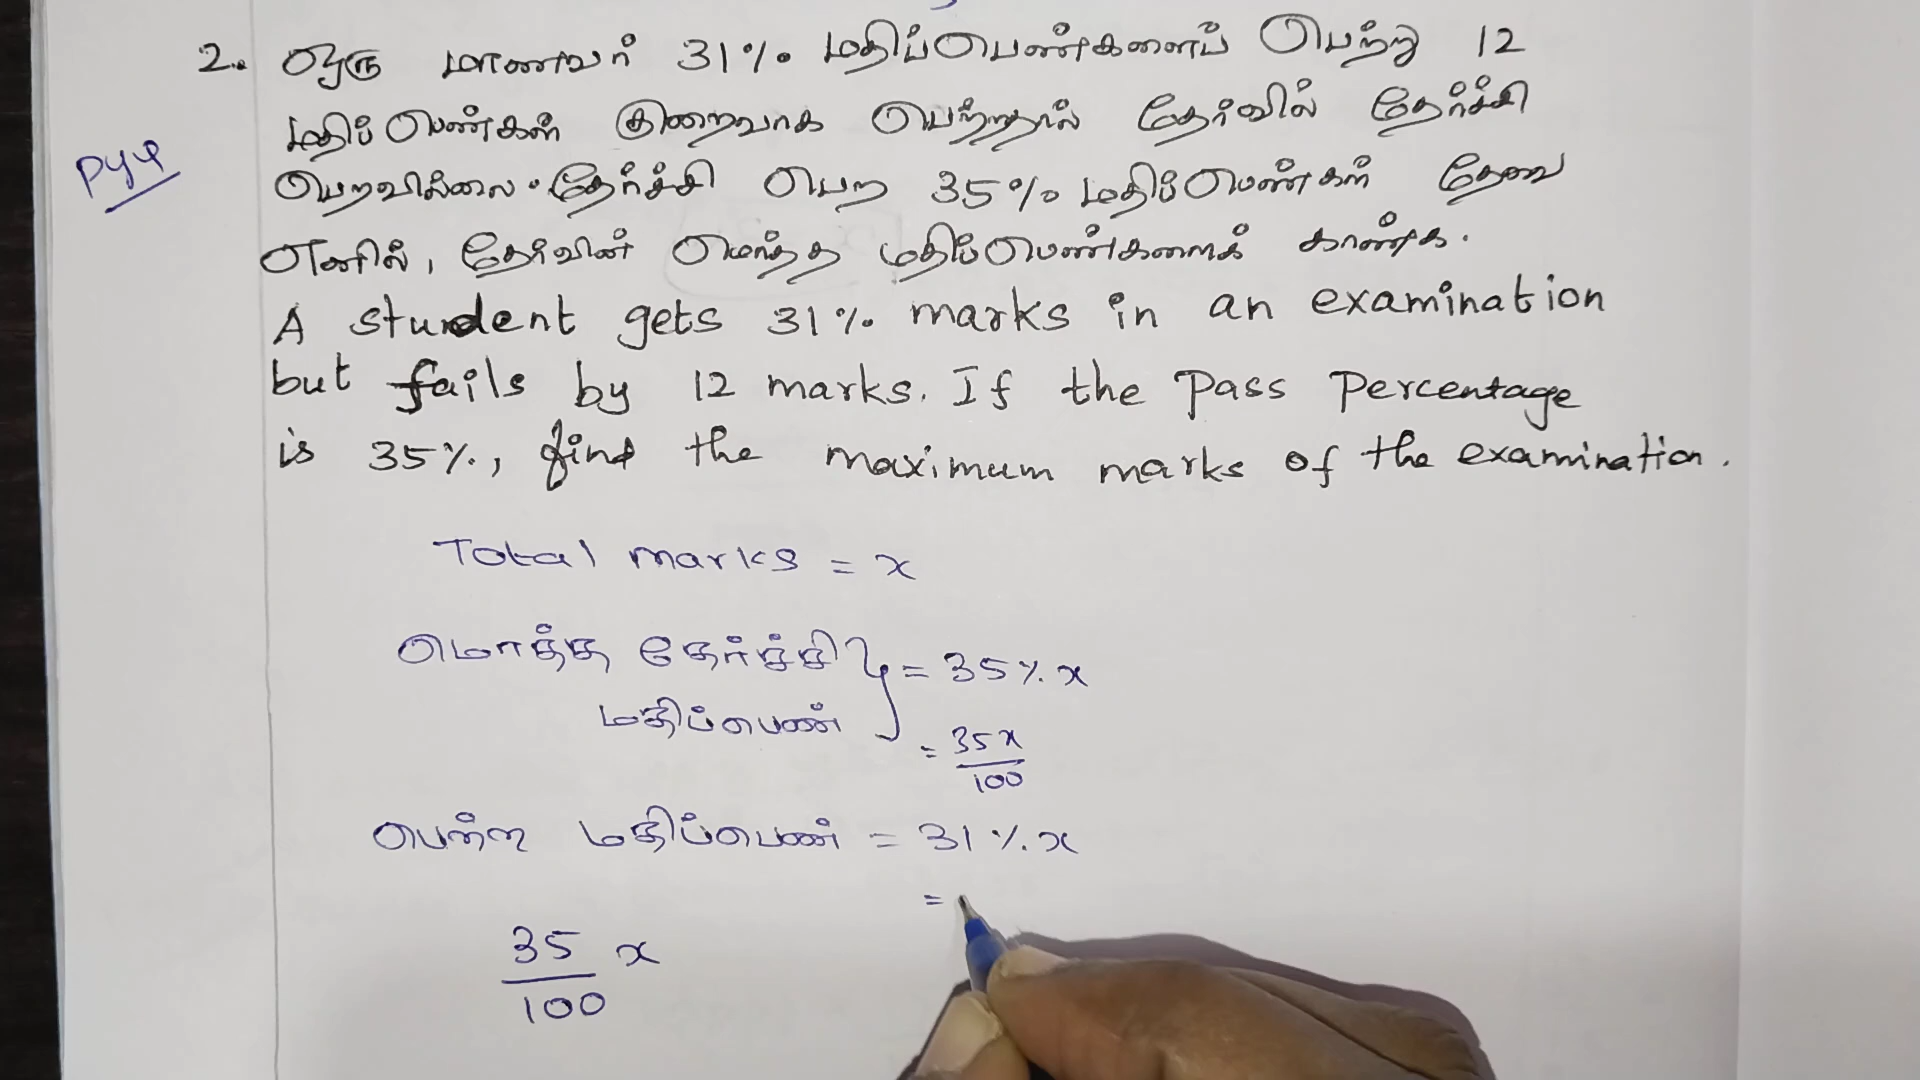 2. ஒரு மாணவர் 31% மதிப்பெண்களைப் பெற்று 12
மதிப்பெண்கள் குறைவாக பெற்றதால் தேர்வில் தேர்ச்சி
PYQ
பெறவில்லை. தேர்ச்சி பெற 35% மதிப்பெண்கள் தேவை
எனில், தேர்வின் மொத்த மதிப்பெண்களைக் காண்க.
A student gets 31% marks in an examination
but fails by 12 marks. If the pass percentage
is 35%, find the maximum marks of the examination.
Total marks = x
மொத்த தேர்ச்சி } = 35% x
மதிப்பெண்
= 35x/100
பெற்ற மதிப்பெண் = 31% x
=
35/100 x